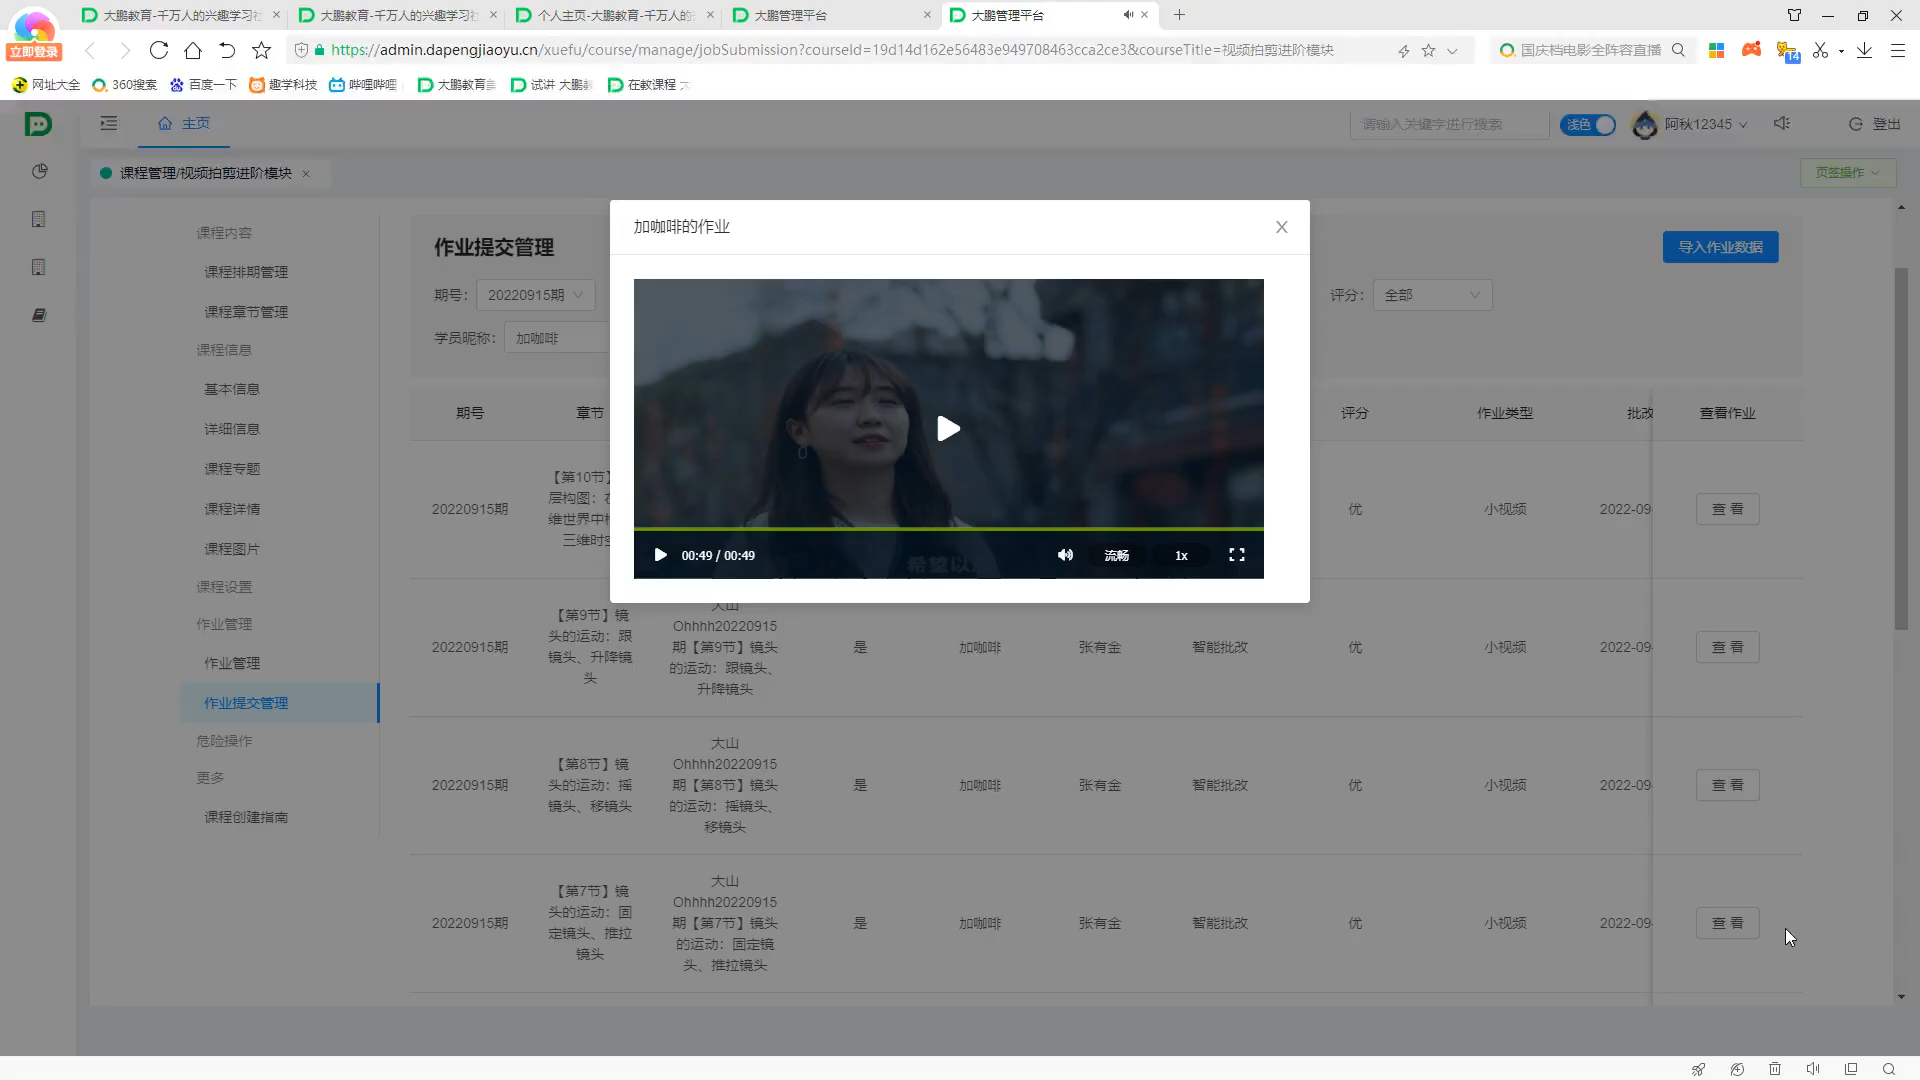 大鹏教育-千万人的兴趣学习社
大鹏教育-千万人的兴趣学习社
个人主页-大鹏教育-千万人的
大鹏管理平台
大鹏管理平台
立即登录
https://admin.dapengjiaoyu.cn/xuefu/course/manage/jobSubmission?courseId=19d14d162e56483e949708463cca2ce3&courseTitle=视频拍剪进阶模块
国庆档电影全阵容直播
14
网址大全
360搜索
百度一下
趣学科技
哔哩哔哩
大鹏教育
试讲 大鹏
在教课程
主页
请输入关键字进行搜索
浅色
阿秋12345
登出
课程管理/视频拍剪进阶模块
页签操作
课程内容
课程排期管理
课程章节管理
课程信息
基本信息
详细信息
课程专题
课程详情
课程图片
课程设置
作业管理
作业管理
作业提交管理
危险操作
更多
课程创建指南
作业提交管理
导入作业数据
期号: 20220915期
评分: 全部
学员昵称: 加咖啡
加咖啡的作业
希望以
00:49 / 00:49
流畅
1x
期号
章节
评分
作业类型
批改
查看作业
20220915期
【第10节】
层构图：
维世界中
三维时
优
小视频
2022-09
查 看
20220915期
【第9节】镜
头的运动：跟
镜头、升降镜
头
大山
Ohhhh20220915
期【第9节】镜头
的运动：跟镜头、
升降镜头
是
加咖啡
张有金
智能批改
优
小视频
2022-09
查 看
20220915期
【第8节】镜
头的运动：摇
镜头、移镜头
大山
Ohhhh20220915
期【第8节】镜头
的运动：摇镜头、
移镜头
是
加咖啡
张有金
智能批改
优
小视频
2022-09
查 看
20220915期
【第7节】镜
头的运动：固
定镜头、推拉
镜头
大山
Ohhhh20220915
期【第7节】镜头
的运动：固定镜
头、推拉镜头
是
加咖啡
张有金
智能批改
优
小视频
2022-09
查 看